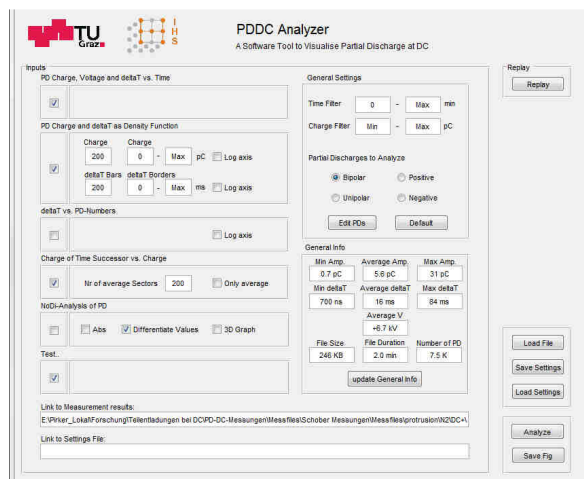 TU
Graz
I
H
S
PDDC Analyzer
A Software Tool to Visualise Partial Discharge at DC
Inputs
PD Charge, Voltage and deltaT vs. Time
PD Charge and deltaT as Density Function
Charge Charge
200 0 - Max pC Log axis
deltaT Bars deltaT Borders
200 0 - Max ms Log axis
deltaT vs. PD-Numbers
Log axis
Charge of Time Successor vs. Charge
Nr of average Sectors 200 Only average
NoDi-Analysis of PD
Abs Differentiate Values 3D Graph
Test..
Link to Measurement results:
E:\Pirker_Lokal\Forschung\Teilentladungen bei DC\PD-DC-Messungen\Messfiles\Schober Messungen\Messfiles\protrusion\N2\DC+\
Link to Settings File:
General Settings
Time Filter 0 - Max min
Charge Filter Min - Max pC
Partial Discharges to Analyze
Bipolar Positive
Unipolar Negative
Edit PDs Default
General Info
Min Amp. Average Amp. Max Amp.
0.7 pC 5.6 pC 31 pC
Min deltaT Average deltaT Max deltaT
700 ns 16 ms 84 ms
Average V
+6.7 kV
File Size File Duration Number of PD
246 KB 2.0 min 7.5 K
update General Info
Replay
Replay
Load File
Save Settings
Load Settings
Analyze
Save Fig